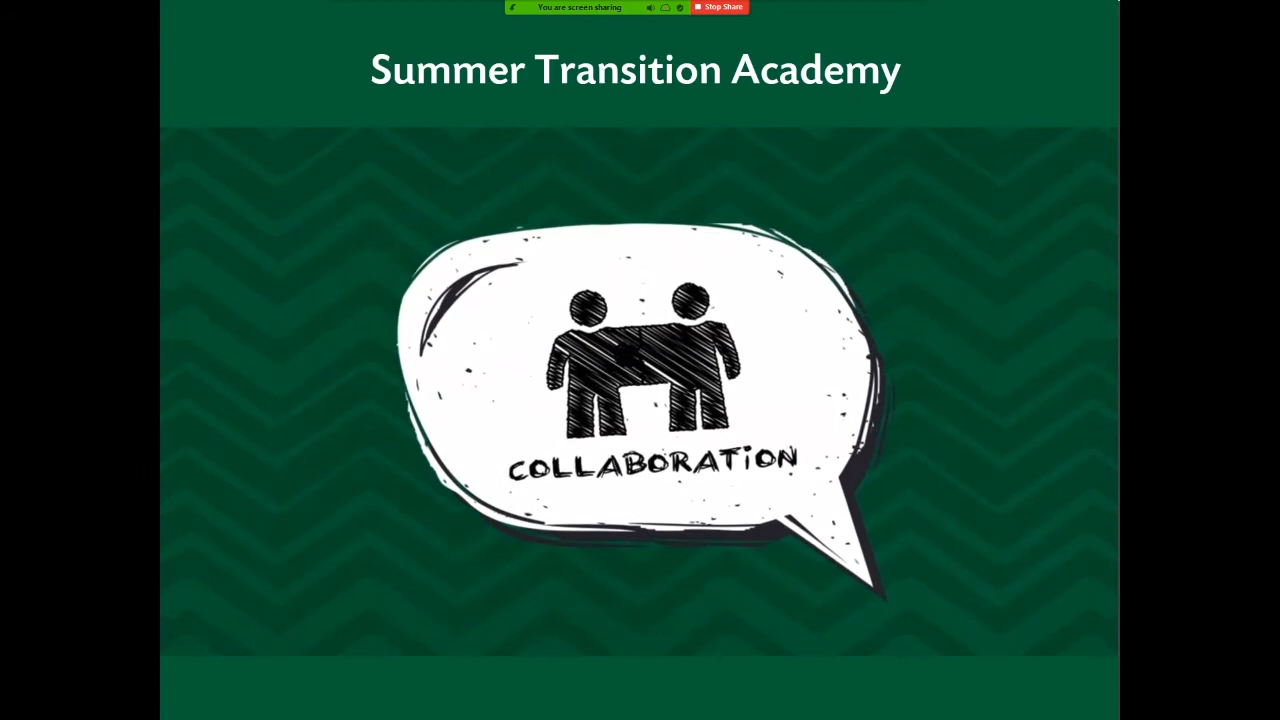 You are screen sharing
Stop Share
Summer Transition Academy
COLLABORATiON